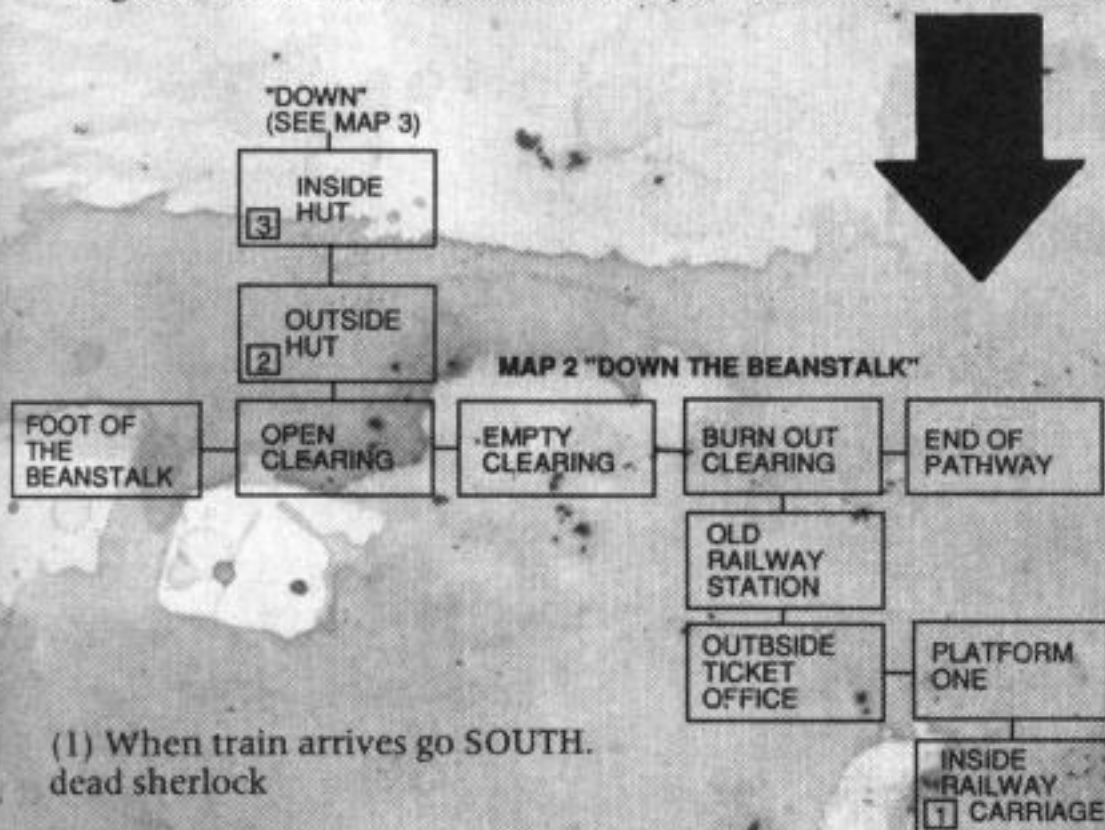 "DOWN"
(SEE MAP 3)
INSIDE
HUT
3
OUTSIDE
HUT
2
MAP 2 "DOWN THE BEANSTALK"
FOOT OF
THE
BEANSTALK
OPEN
CLEARING
EMPTY
CLEARING
BURN OUT
CLEARING
END OF
PATHWAY
OLD
RAILWAY
STATION
OUTBSIDE
TICKET
OFFICE
PLATFORM
ONE
INSIDE
RAILWAY
1 CARRIAGE
(1) When train arrives go SOUTH.
dead sherlock